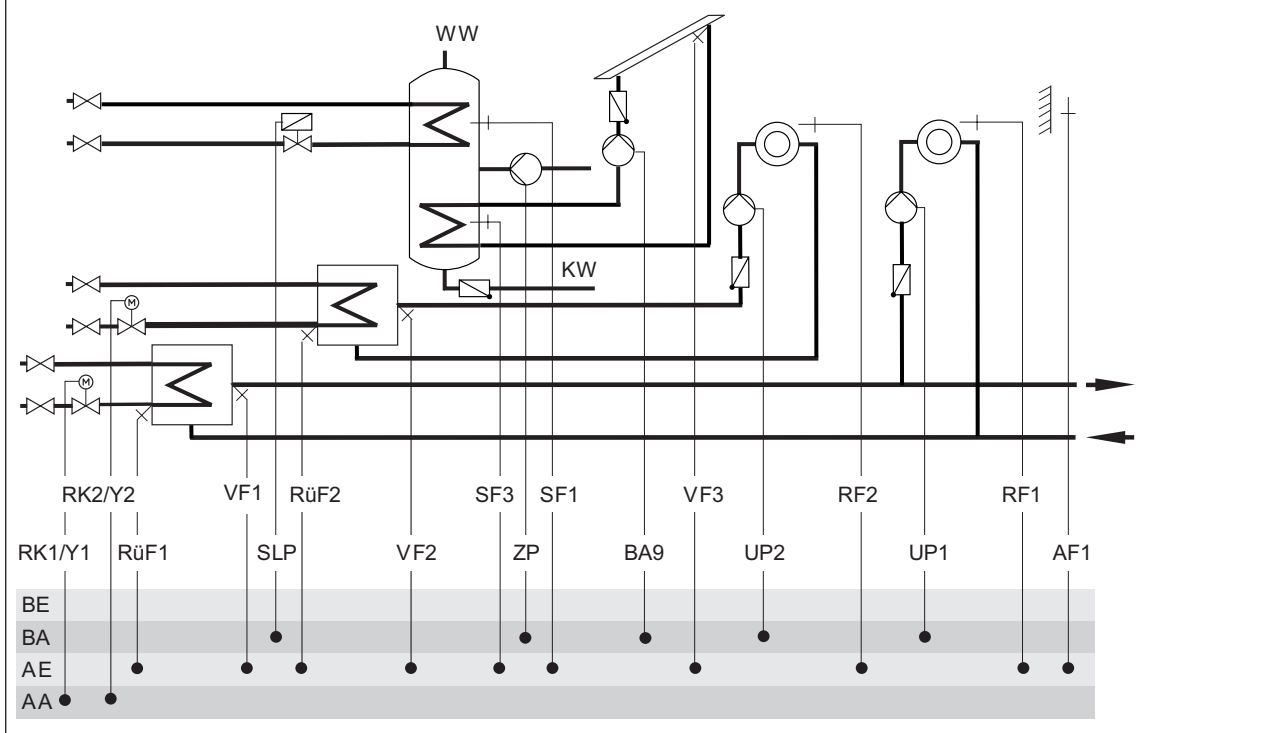 WW
KW
M
M
RK2/Y2 VF1 RüF2 SF3 SF1 VF3 RF2 RF1
RK1/Y1 RüF1 SLP VF2 ZP BA9 UP2 UP1 AF1
BE
BA
AE
AA